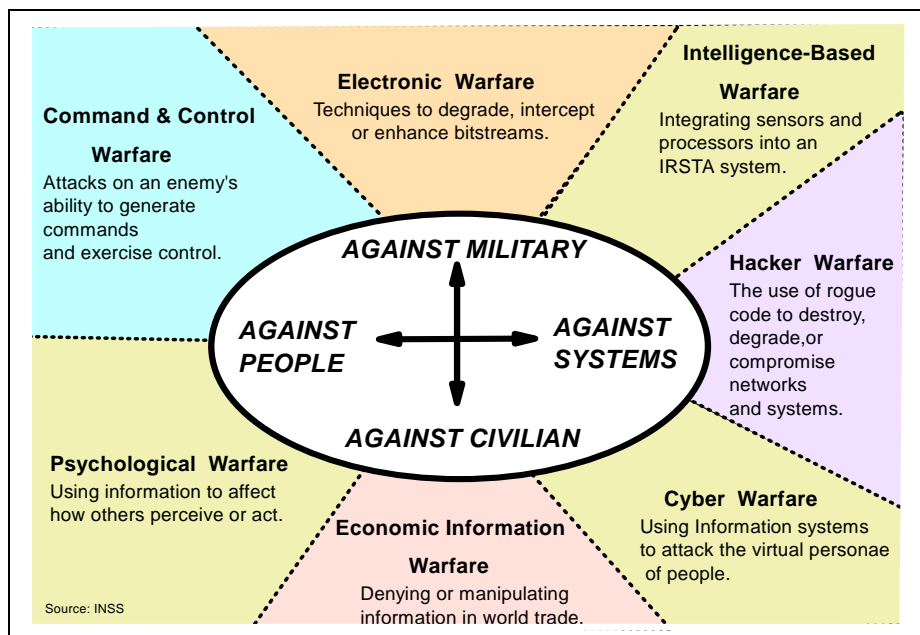 Electronic Warfare
Techniques to degrade, intercept
or enhance bitstreams.
Intelligence-Based
Warfare
Integrating sensors and
processors into an
IRSTA system.
Command & Control
Warfare
Attacks on an enemy's
ability to generate
commands
and exercise control.
AGAINST MILITARY
AGAINST
PEOPLE
AGAINST
SYSTEMS
AGAINST CIVILIAN
Hacker Warfare
The use of rogue
code to destroy,
degrade,or
compromise
networks
and systems.
Psychological Warfare
Using information to affect
how others perceive or act.
Economic Information
Warfare
Denying or manipulating
information in world trade.
Cyber Warfare
Using Information systems
to attack the virtual personae
of people.
Source: INSS